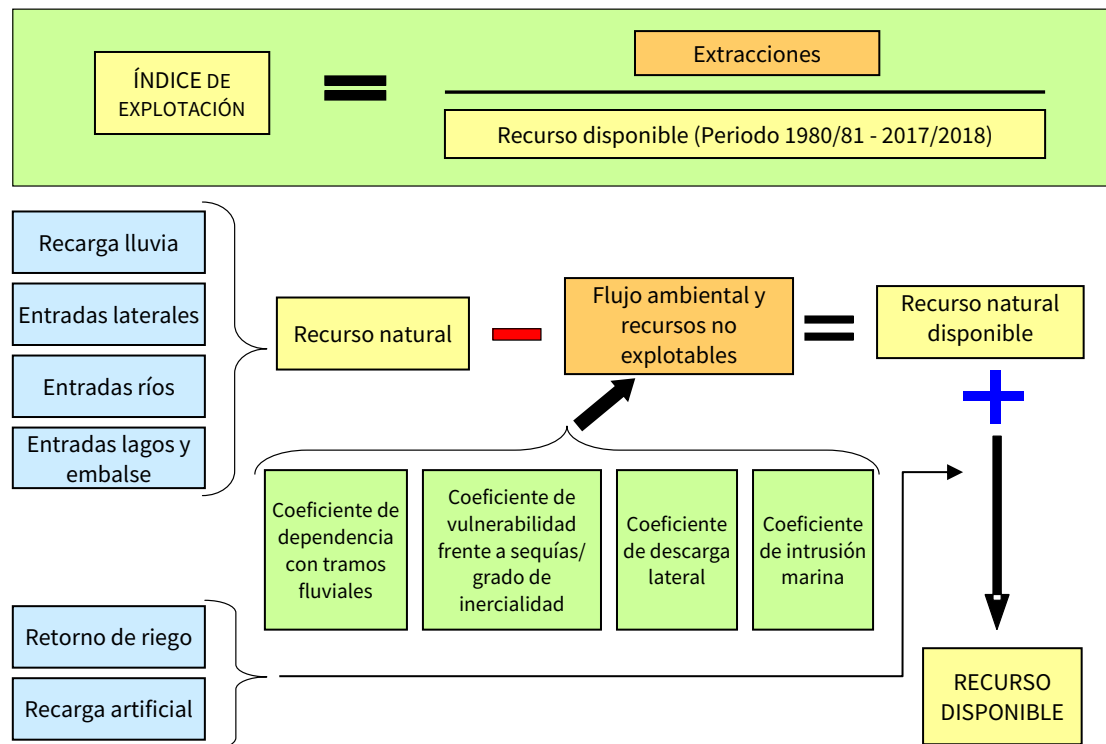 ÍNDICE DE
EXPLOTACIÓN
Extracciones
Recurso disponible (Periodo 1980/81 - 2017/2018)
Recarga lluvia
Entradas laterales
Entradas ríos
Entradas lagos y
embalse
Recurso natural
Flujo ambiental y
recursos no
explotables
Recurso natural
disponible
Coeficiente de
dependencia
con tramos
fluviales
Coeficiente de
vulnerabilidad
frente a sequías/
grado de
inercialidad
Coeficiente
de descarga
lateral
Coeficiente
de intrusión
marina
Retorno de riego
Recarga artificial
RECURSO
DISPONIBLE